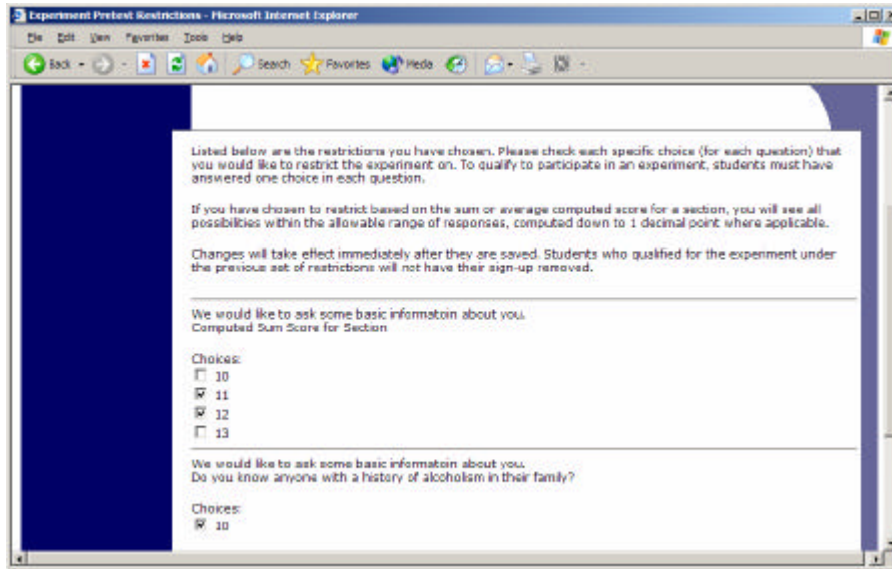 Experiment Pretest Restrictions - Microsoft Internet Explorer
File Edit View Favorites Tools Help
Back Search Favorites Media
Listed below are the restrictions you have chosen. Please check each specific choice (for each question) that
you would like to restrict the experiment on. To qualify to participate in an experiment, students must have
answered one choice in each question.
If you have chosen to restrict based on the sum or average computed score for a section, you will see all
possibilities within the allowable range of responses, computed down to 1 decimal point where applicable.
Changes will take effect immediately after they are saved. Students who qualified for the experiment under
the previous set of restrictions will not have their sign-up removed.
We would like to ask some basic informatoin about you.
Computed Sum Score for Section
Choices:
10
11
12
13
We would like to ask some basic informatoin about you.
Do you know anyone with a history of alcoholism in their family?
Choices:
10